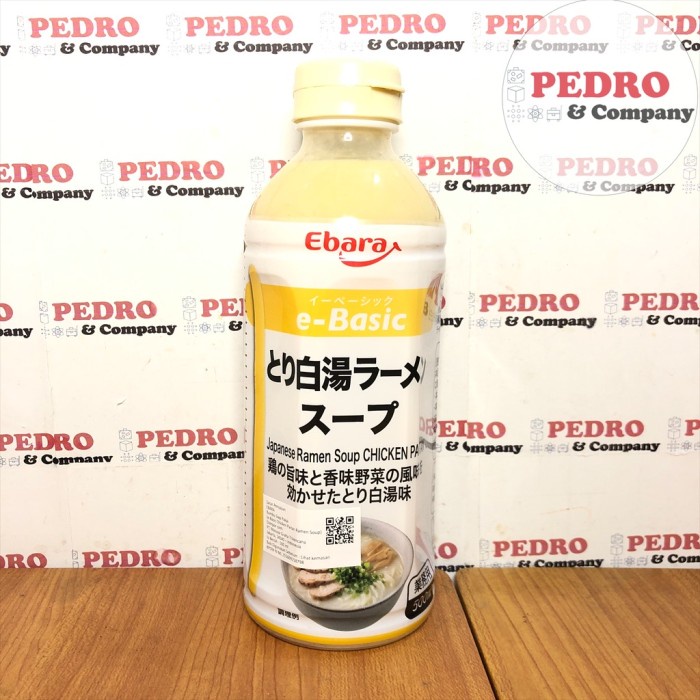 PEDRO
& Company
Ebara
イーベーシック
e-Basic
とり白湯ラーメン
スープ
Japanese Ramen Soup CHICKEN
鶏の旨味と香味野菜の風味を
効かせたとり白湯味
調理例
業務用